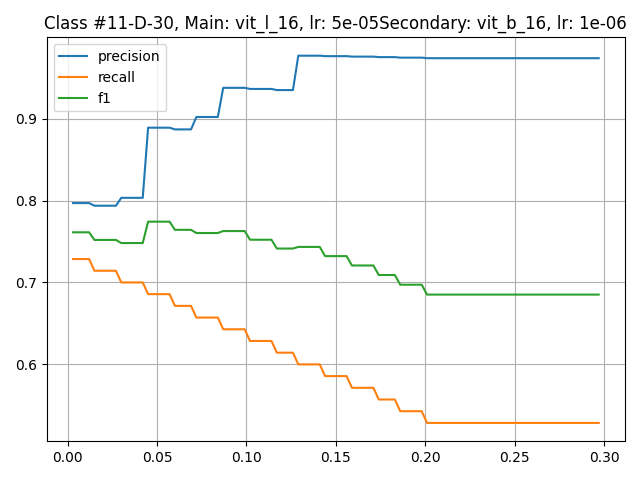 Class #11-D-30, Main: vit_l_16, lr: 5e-05Secondary: vit_b_16, lr: 1e-06
precision
recall
f1
0.9
0.8
0.7
0.6
0.00 0.05 0.10 0.15 0.20 0.25 0.30